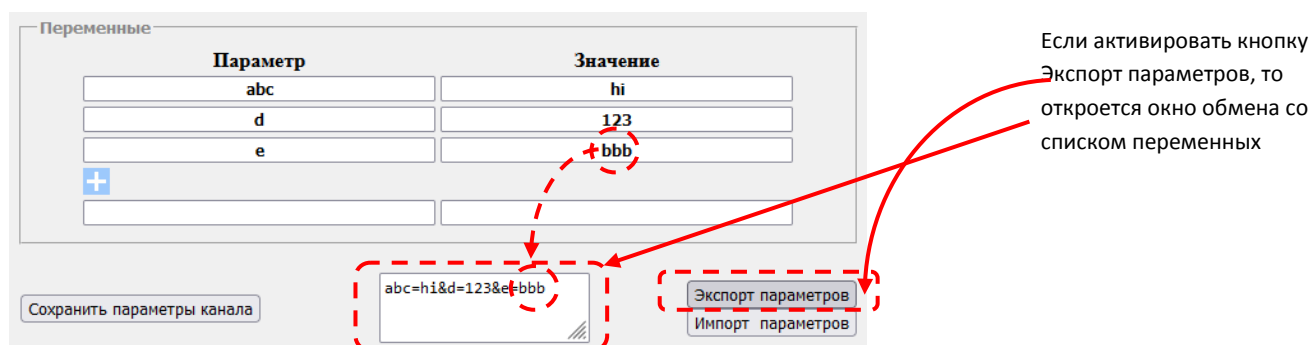 Переменные
Параметр Значение
abc hi
d 123
e bbb
+
abc=hi&d=123&e=bbb
Сохранить параметры канала
Экспорт параметров
Импорт параметров
Если активировать кнопку
Экспорт параметров, то
откроется окно обмена со
списком переменных